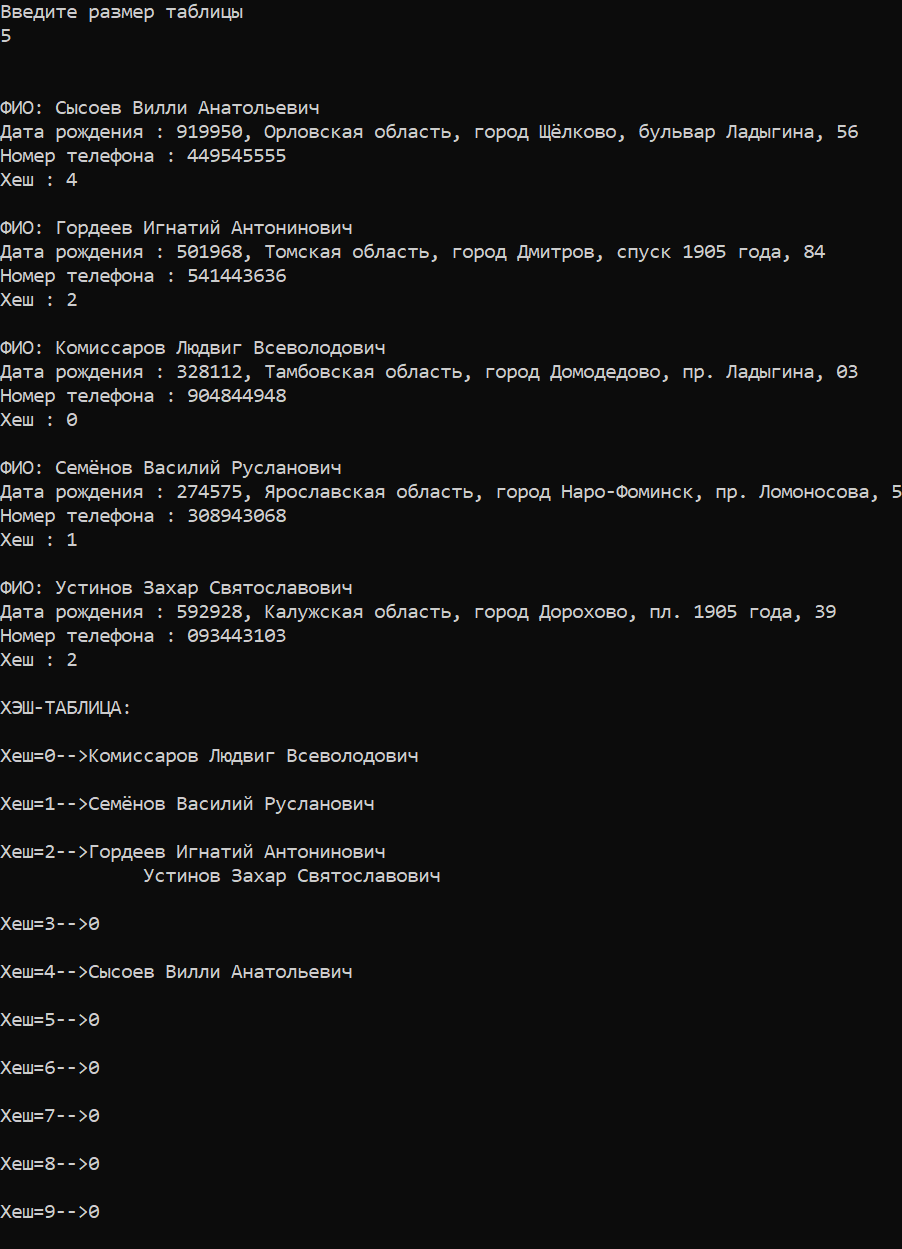 Введите размер таблицы
5
ФИО: Сысоев Вилли Анатольевич
Дата рождения : 919950, Орловская область, город Щёлково, бульвар Ладыгина, 56
Номер телефона : 449545555
Хеш : 4
ФИО: Гордеев Игнатий Антонинович
Дата рождения : 501968, Томская область, город Дмитров, спуск 1905 года, 84
Номер телефона : 541443636
Хеш : 2
ФИО: Комиссаров Людвиг Всеволодович
Дата рождения : 328112, Тамбовская область, город Домодедово, пр. Ладыгина, 03
Номер телефона : 904844948
Хеш : 0
ФИО: Семёнов Василий Русланович
Дата рождения : 274575, Ярославская область, город Наро-Фоминск, пр. Ломоносова, 5
Номер телефона : 308943068
Хеш : 1
ФИО: Устинов Захар Святославович
Дата рождения : 592928, Калужская область, город Дорохово, пл. 1905 года, 39
Номер телефона : 093443103
Хеш : 2
ХЭШ-ТАБЛИЦА:
Хеш=0-->Комиссаров Людвиг Всеволодович
Хеш=1-->Семёнов Василий Русланович
Хеш=2-->Гордеев Игнатий Антонинович
Устинов Захар Святославович
Хеш=3-->0
Хеш=4-->Сысоев Вилли Анатольевич
Хеш=5-->0
Хеш=6-->0
Хеш=7-->0
Хеш=8-->0
Хеш=9-->0